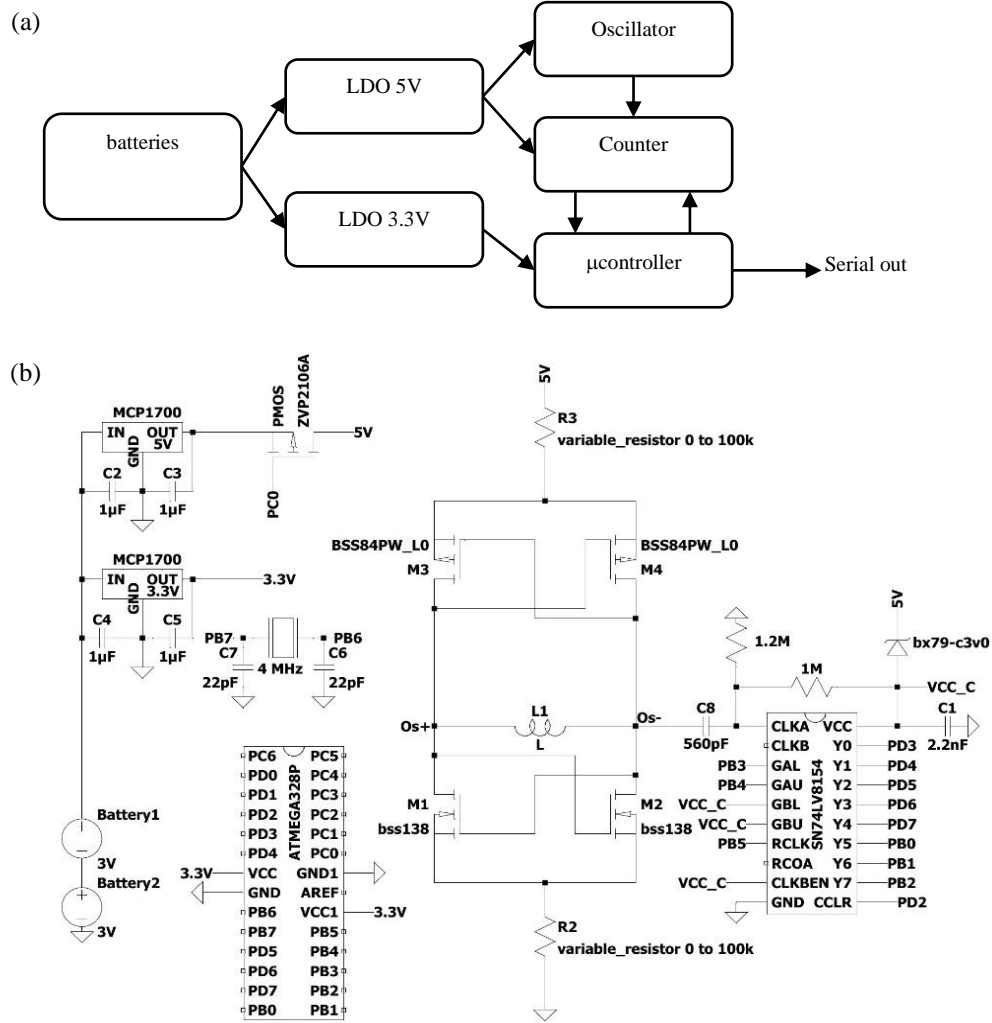 (a)
Oscillator
LDO 5V
batteries
Counter
LDO 3.3V
μcontroller
Serial out
(b)
MCP1700
IN OUT
5V
GND
C2
1µF
C3
1µF
PMOS
ZVP2106A
5V
PC0
MCP1700
IN OUT
3.3V
GND
3.3V
C4
1µF
C5
1µF
PB7
PB6
C7
22pF
4 MHz
C6
22pF
Battery1
3V
Battery2
3V
ATMEGA328P
PC6 PC5
PD0 PC4
PD1 PC3
PD2 PC2
PD3 PC1
PD4 PC0
3.3V VCC GND1
GND AREF
PB6 VCC1 3.3V
PB7 PB5
PD5 PB4
PD6 PB3
PD7 PB2
PB0 PB1
5V
R3
variable_resistor 0 to 100k
BSS84PW_L0
M3
BSS84PW_L0
M4
Os+
L1
L
Os-
M1
bss138
M2
bss138
R2
variable_resistor 0 to 100k
C8
560pF
1.2M
1M
5V
bx79-c3v0
VCC_C
C1
2.2nF
SN74LV8154
CLKA VCC
CLKB Y0 PD3
PB3 GAL Y1 PD4
PB4 GAU Y2 PD5
VCC_C GBL Y3 PD6
VCC_C GBU Y4 PD7
PB5 RCLK Y5 PB0
RCOA Y6 PB1
VCC_C CLKBEN Y7 PB2
GND CCLR PD2